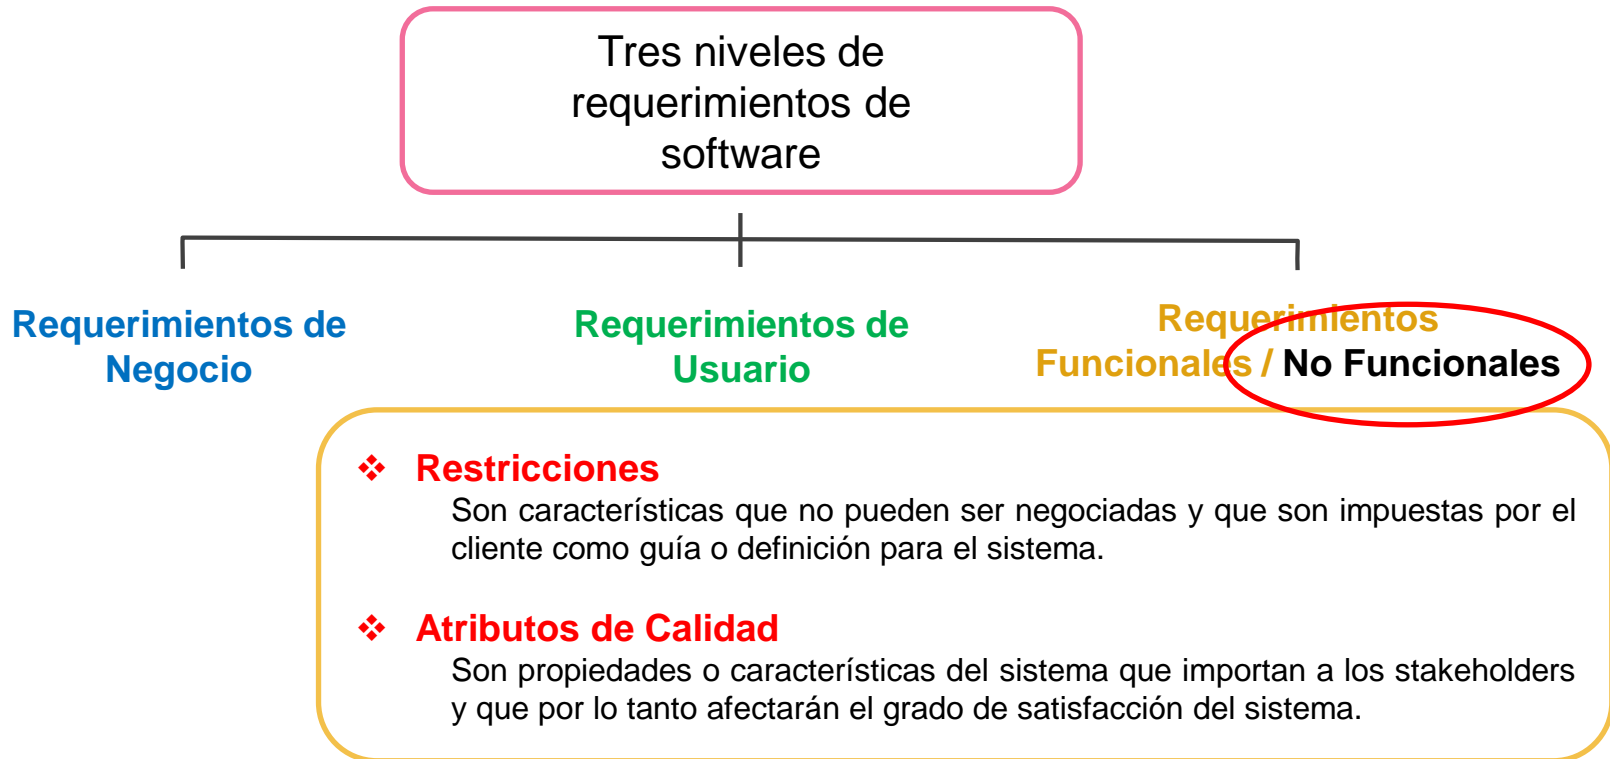 Tres niveles de
requerimientos de
software
Requerimientos de
Negocio
Requerimientos de
Usuario
Requerimientos
Funcionales / No Funcionales
❖ Restricciones
Son características que no pueden ser negociadas y que son impuestas por el
cliente como guía o definición para el sistema.
❖ Atributos de Calidad
Son propiedades o características del sistema que importan a los stakeholders
y que por lo tanto afectarán el grado de satisfacción del sistema.